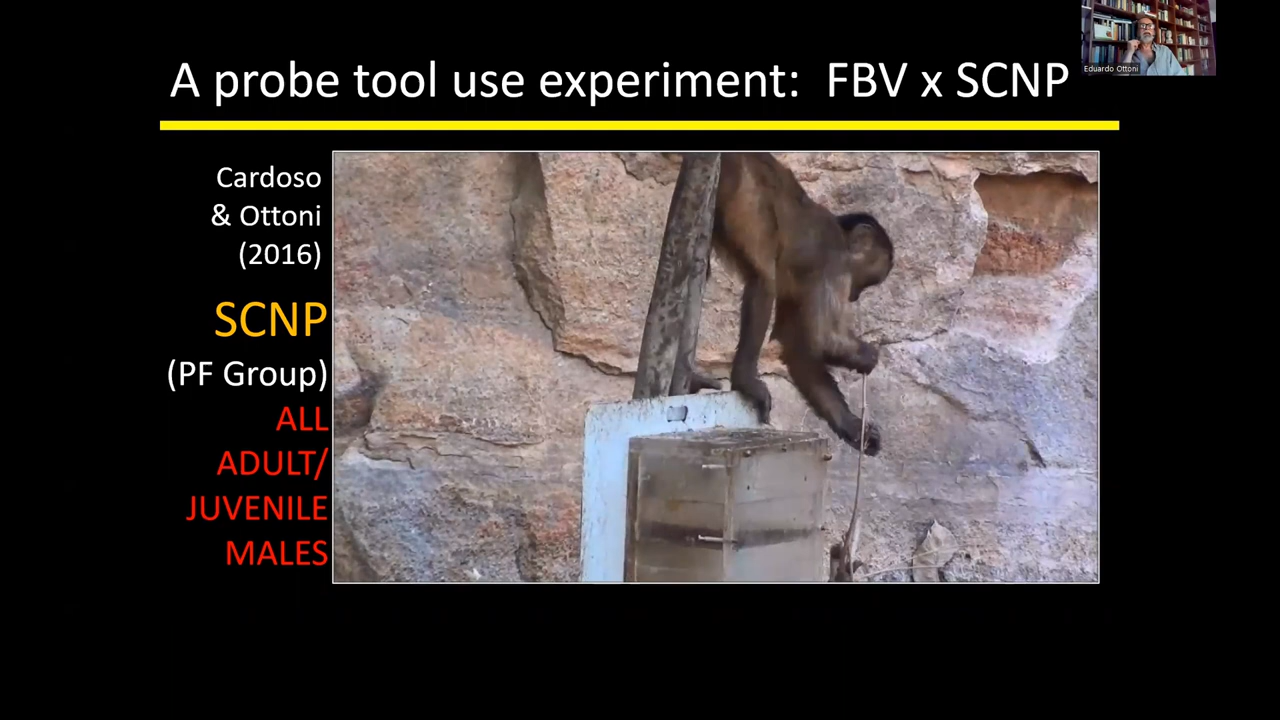 A probe tool use experiment: FBV x SCNP
Eduardo Ottoni
Cardoso
& Ottoni
(2016)
SCNP
(PF Group)
ALL
ADULT/
JUVENILE
MALES